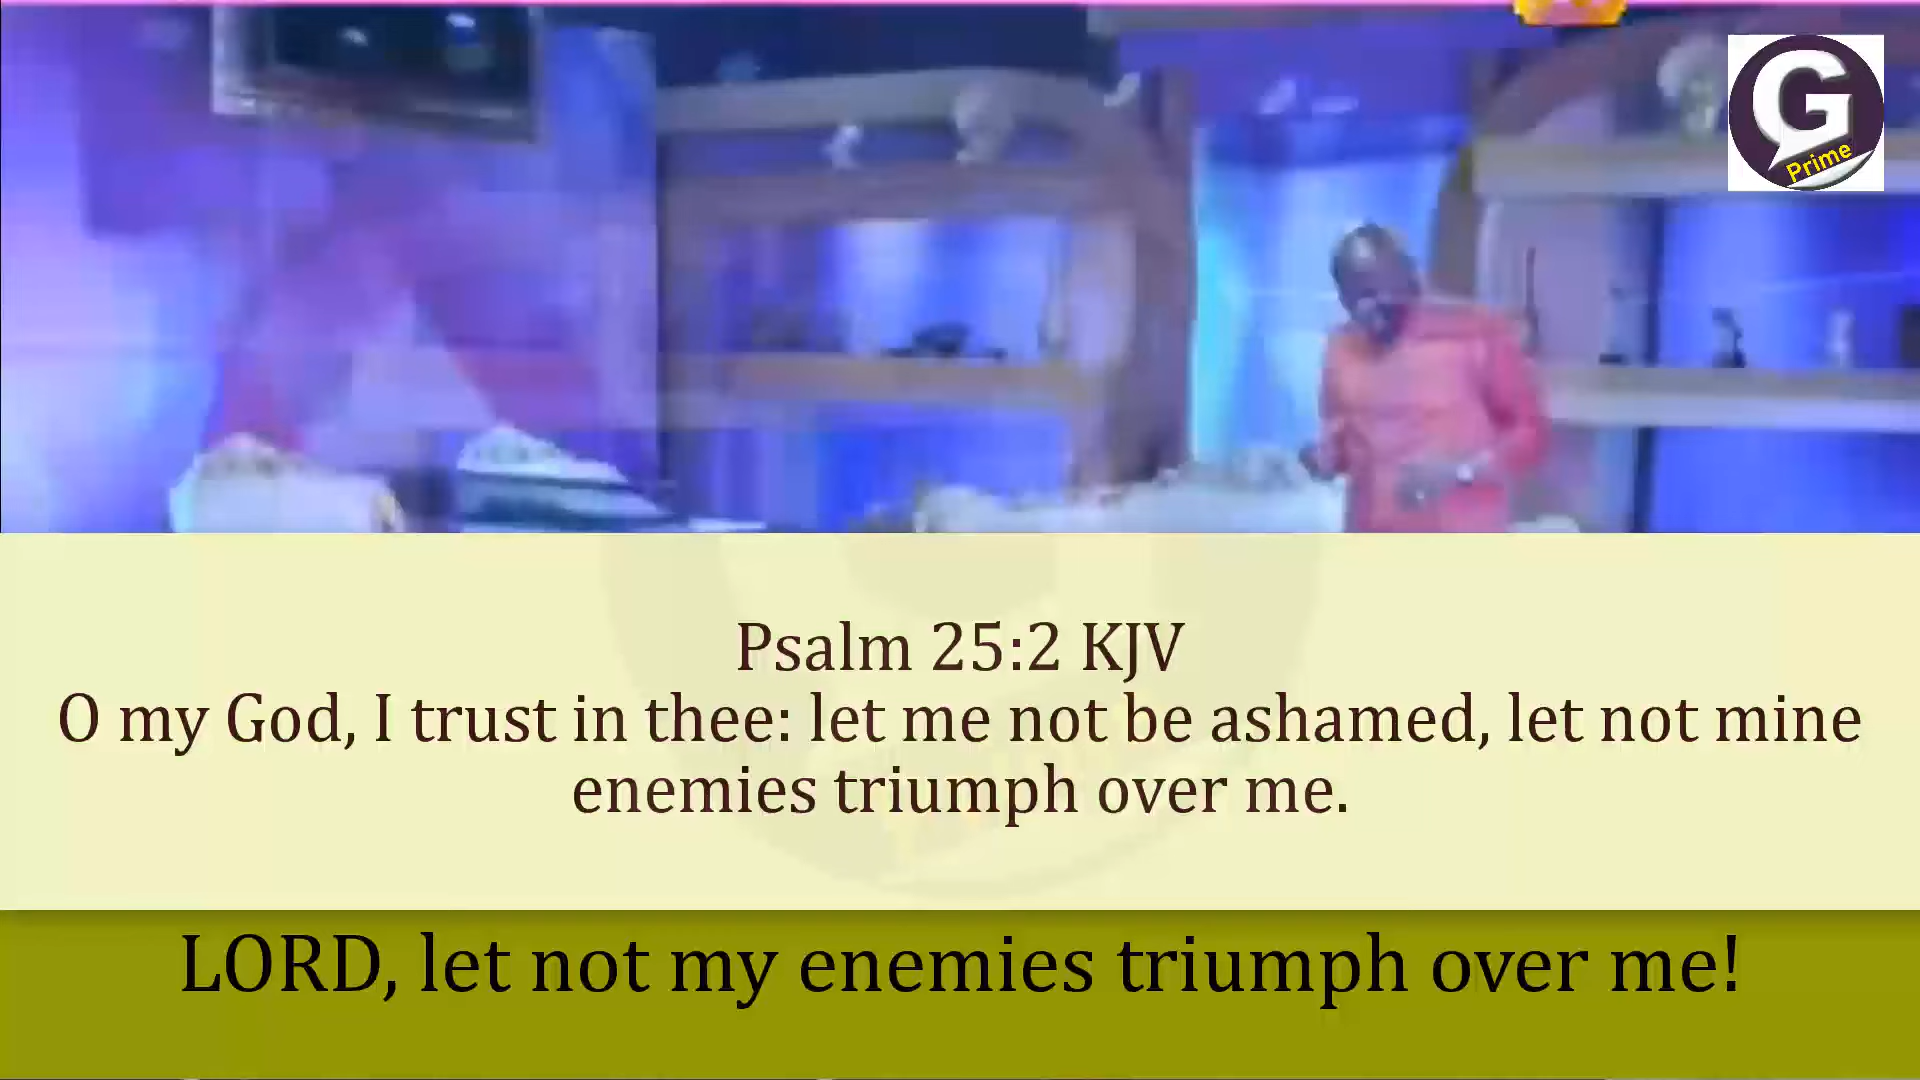 G
Prime
Psalm 25:2 KJV
O my God, I trust in thee: let me not be ashamed, let not mine
enemies triumph over me.
LORD, let not my enemies triumph over me!